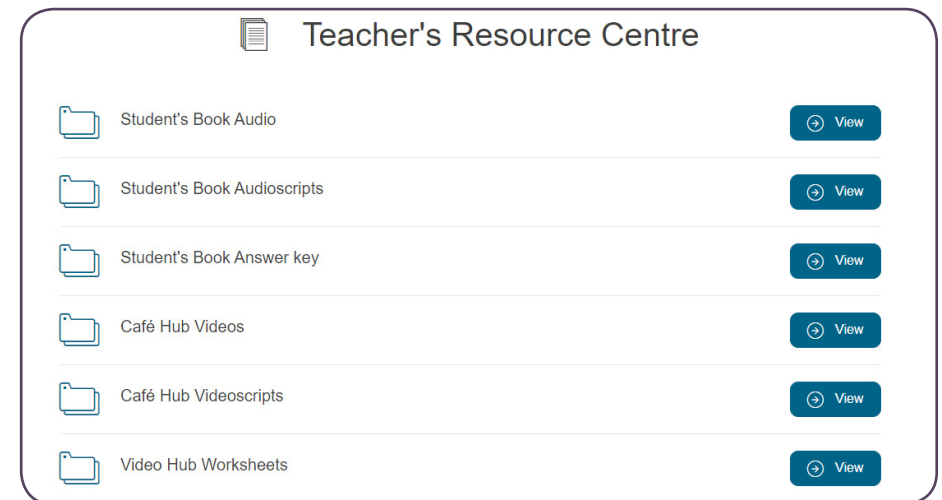 Teacher's Resource Centre
Student's Book Audio
View
Student's Book Audioscripts
View
Student's Book Answer key
View
Café Hub Videos
View
Café Hub Videoscripts
View
Video Hub Worksheets
View